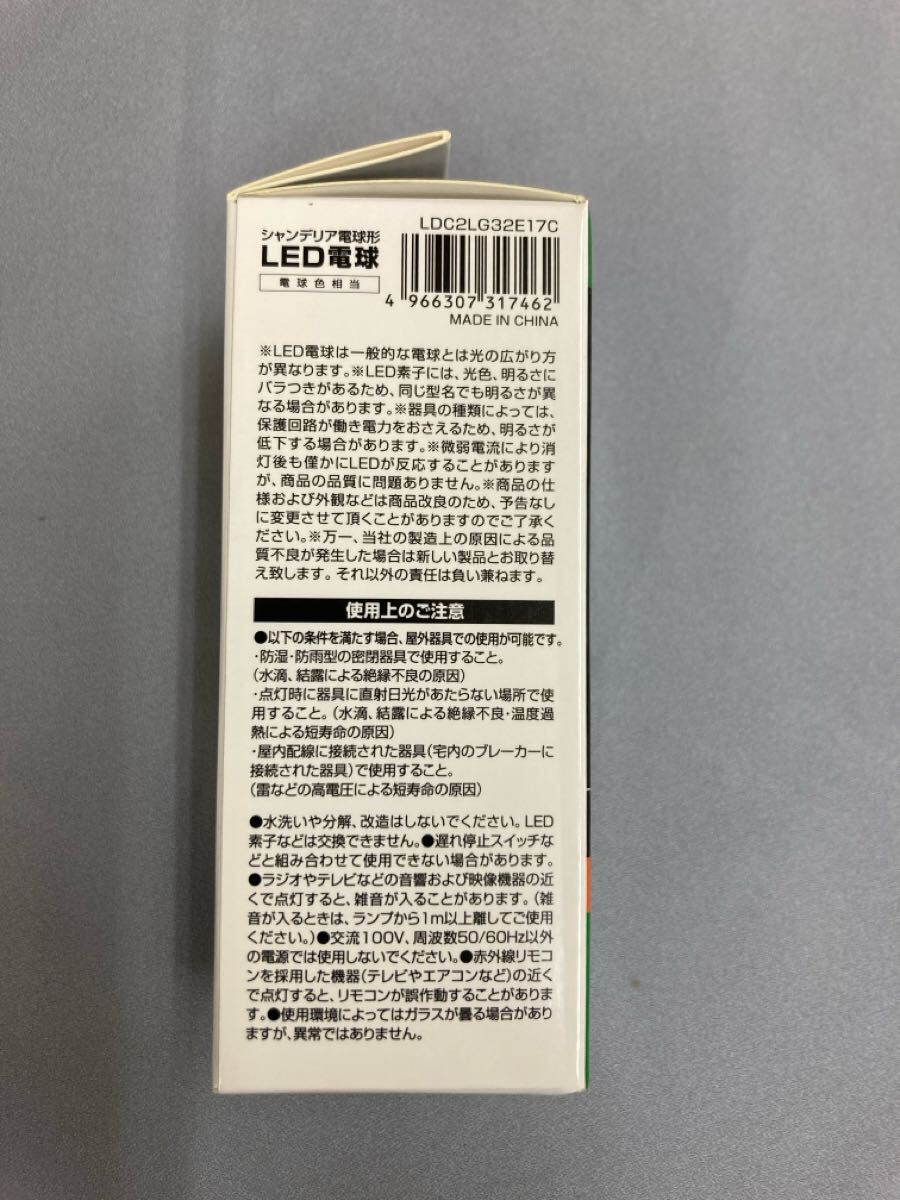 LDC2LG32E17C
シャンデリア電球形
LED電球
電球色相当
4 966307 317462
MADE IN CHINA
※LED電球は一般的な電球とは光の広がり方
が異なります。※LED素子には、光色、明るさに
バラつきがあるため、同じ型名でも明るさが異
なる場合があります。※器具の種類によっては、
保護回路が働き電力をおさえるため、明るさが
低下する場合があります。※微弱電流により消
灯後も僅かにLEDが反応することがあります
が、商品の品質に問題ありません。※商品の仕
様および外観などは商品改良のため、予告なし
に変更させて頂くことがありますのでご了承く
ださい。※万一、当社の製造上の原因による品
質不良が発生した場合は新しい製品とお取り替
え致します。それ以外の責任は負い兼ねます。
使用上のご注意
●以下の条件を満たす場合、屋外器具での使用が可能です。
・防湿・防雨型の密閉器具で使用すること。
（水滴、結露による絶縁不良の原因）
・点灯時に器具に直射日光があたらない場所で使
用すること。（水滴、結露による絶縁不良・温度過
熱による短寿命の原因）
・屋内配線に接続された器具（宅内のブレーカーに
接続された器具）で使用すること。
（雷などの高電圧による短寿命の原因）
●水洗いや分解、改造はしないでください。LED
素子などは交換できません。●遅れ停止スイッチな
どと組み合わせて使用できない場合があります。
●ラジオやテレビなどの音響および映像機器の近
くで点灯すると、雑音が入ることがあります。（雑
音が入るときは、ランプから1m以上離してご使用
ください。）●交流100V、周波数50/60Hz以外
の電源では使用しないでください。●赤外線リモコ
ンを採用した機器（テレビやエアコンなど）の近く
で点灯すると、リモコンが誤作動することがありま
す。●使用環境によってはガラスが曇る場合があり
ますが、異常ではありません。